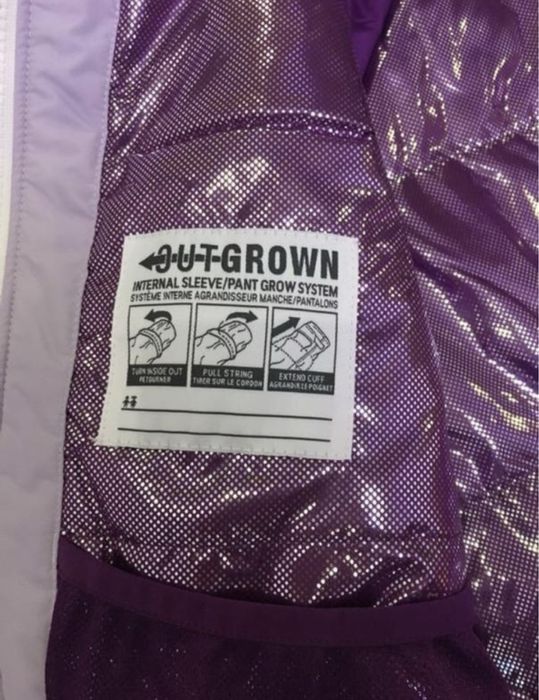 OUTGROWN
INTERNAL SLEEVE/PANT GROW SYSTEM
SYSTÈME INTERNE AGRANDISSEUR MANCHE/PANTALONS
TURN INSIDE OUT
RETOURNER
PULL STRING
TIRER SUR LE CORDON
EXTEND CUFF
AGRANDIR LE POIGNET